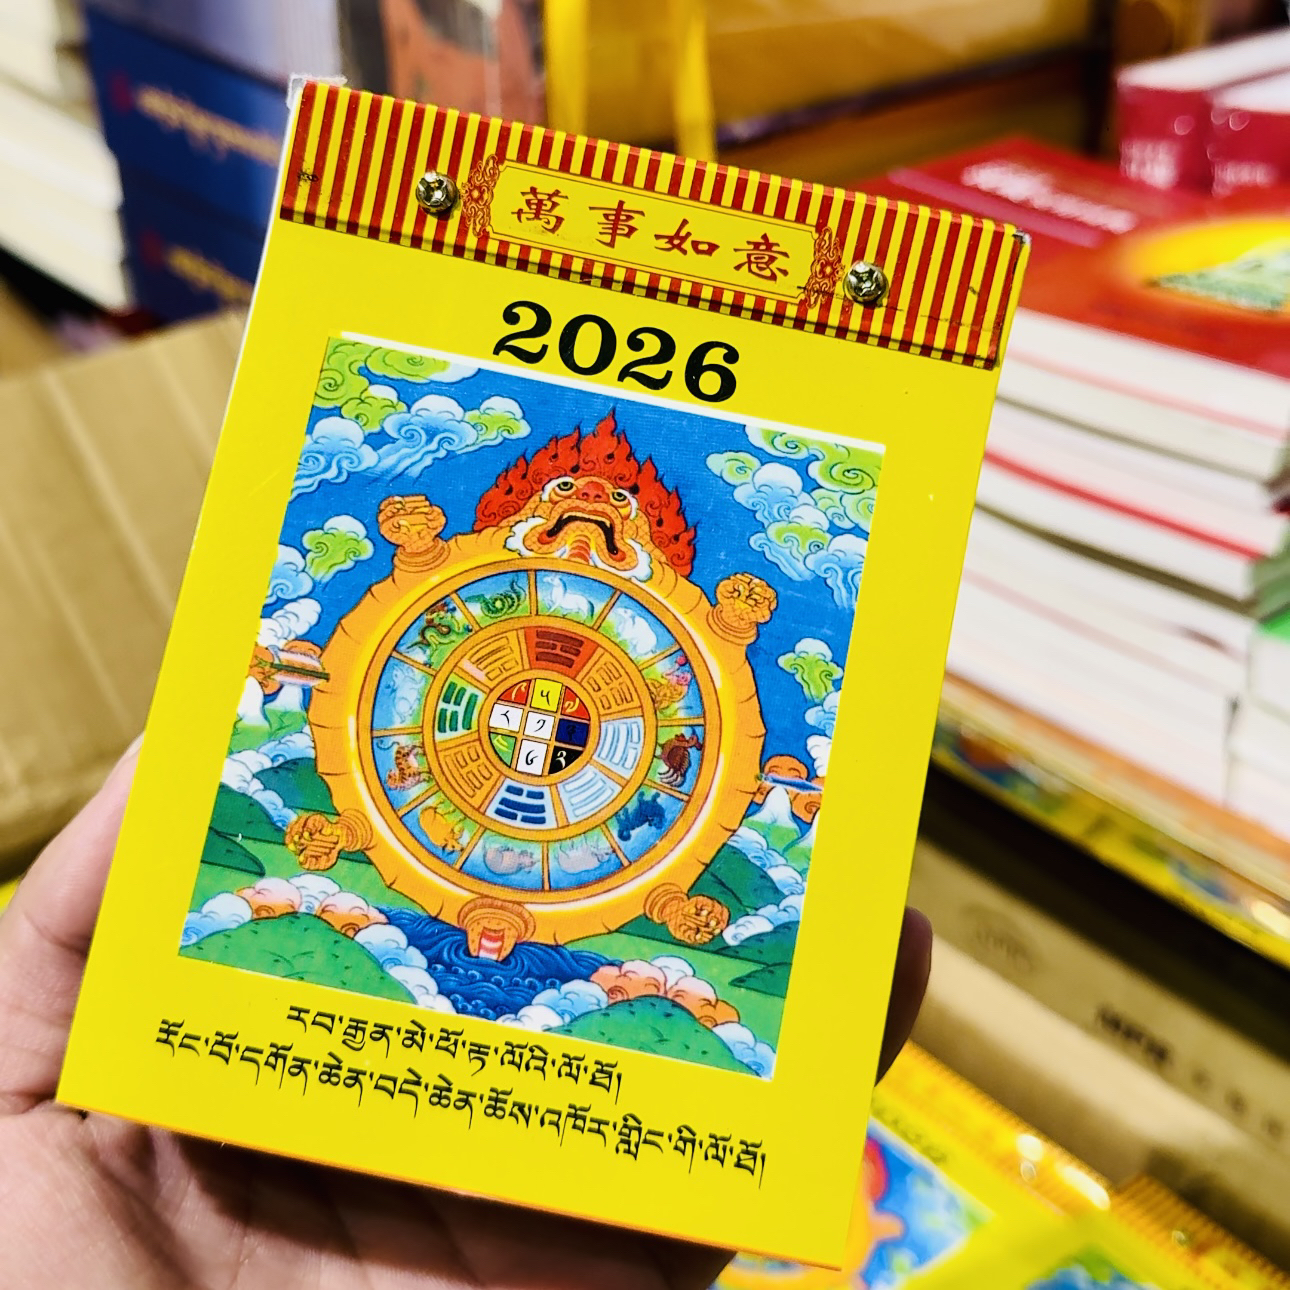 萬事如意
2026
རབ་རྒྱན་མེ་ཕོ་རྟ་ལོའི་ལོ་ཐོ།
རོང་བོ་དགོན་ཆེན་བདེ་ཆེན་ཆོས་འཁོར་གླིང་གི་ལོ་ཐོ།